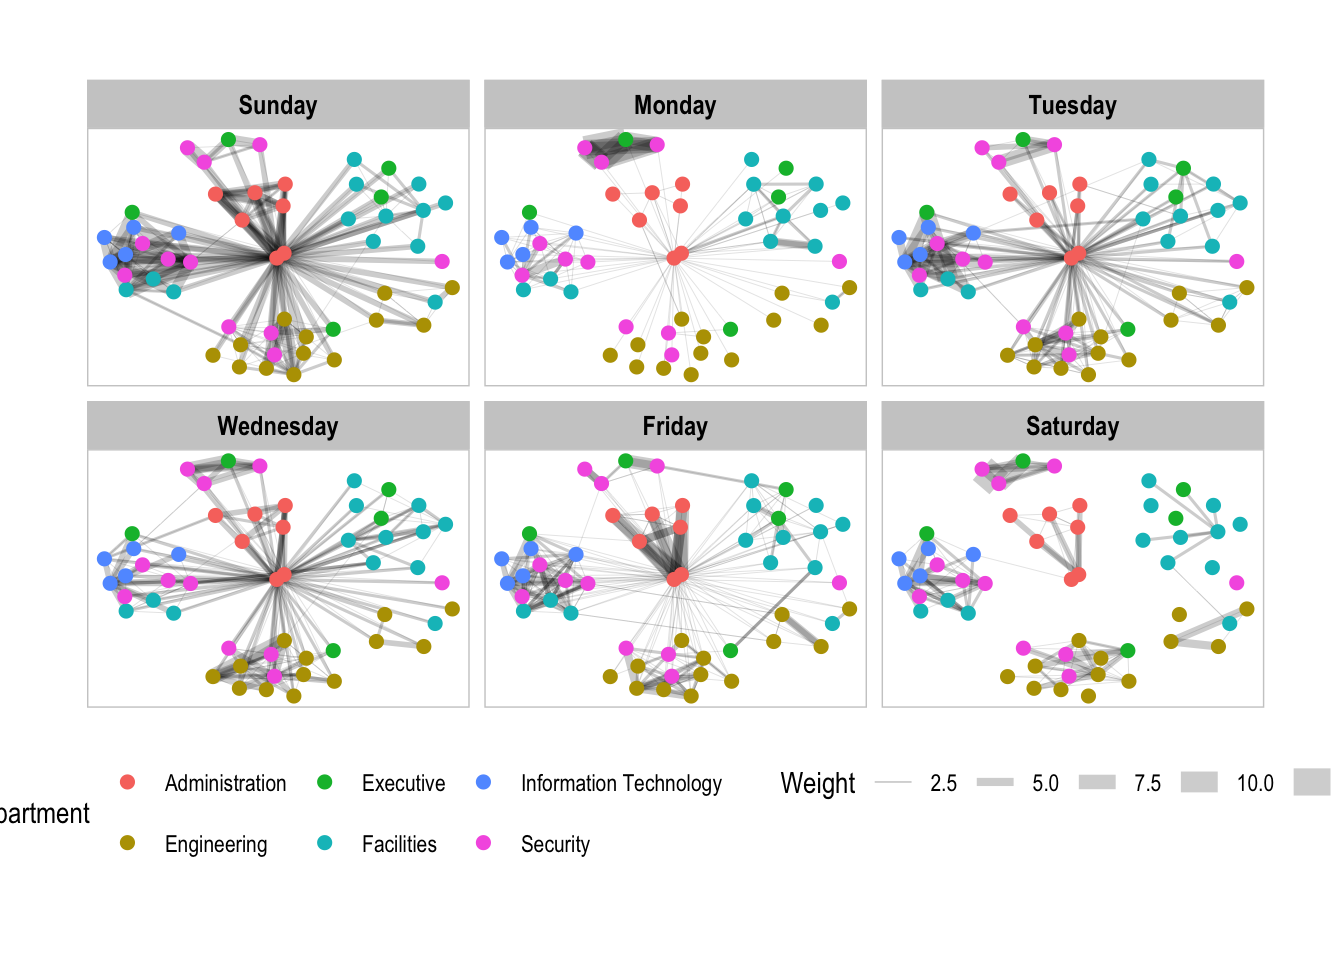 Sunday
Monday
Tuesday
Wednesday
Friday
Saturday
partment
Administration
Executive
Information Technology
Engineering
Facilities
Security
Weight
2.5
5.0
7.5
10.0